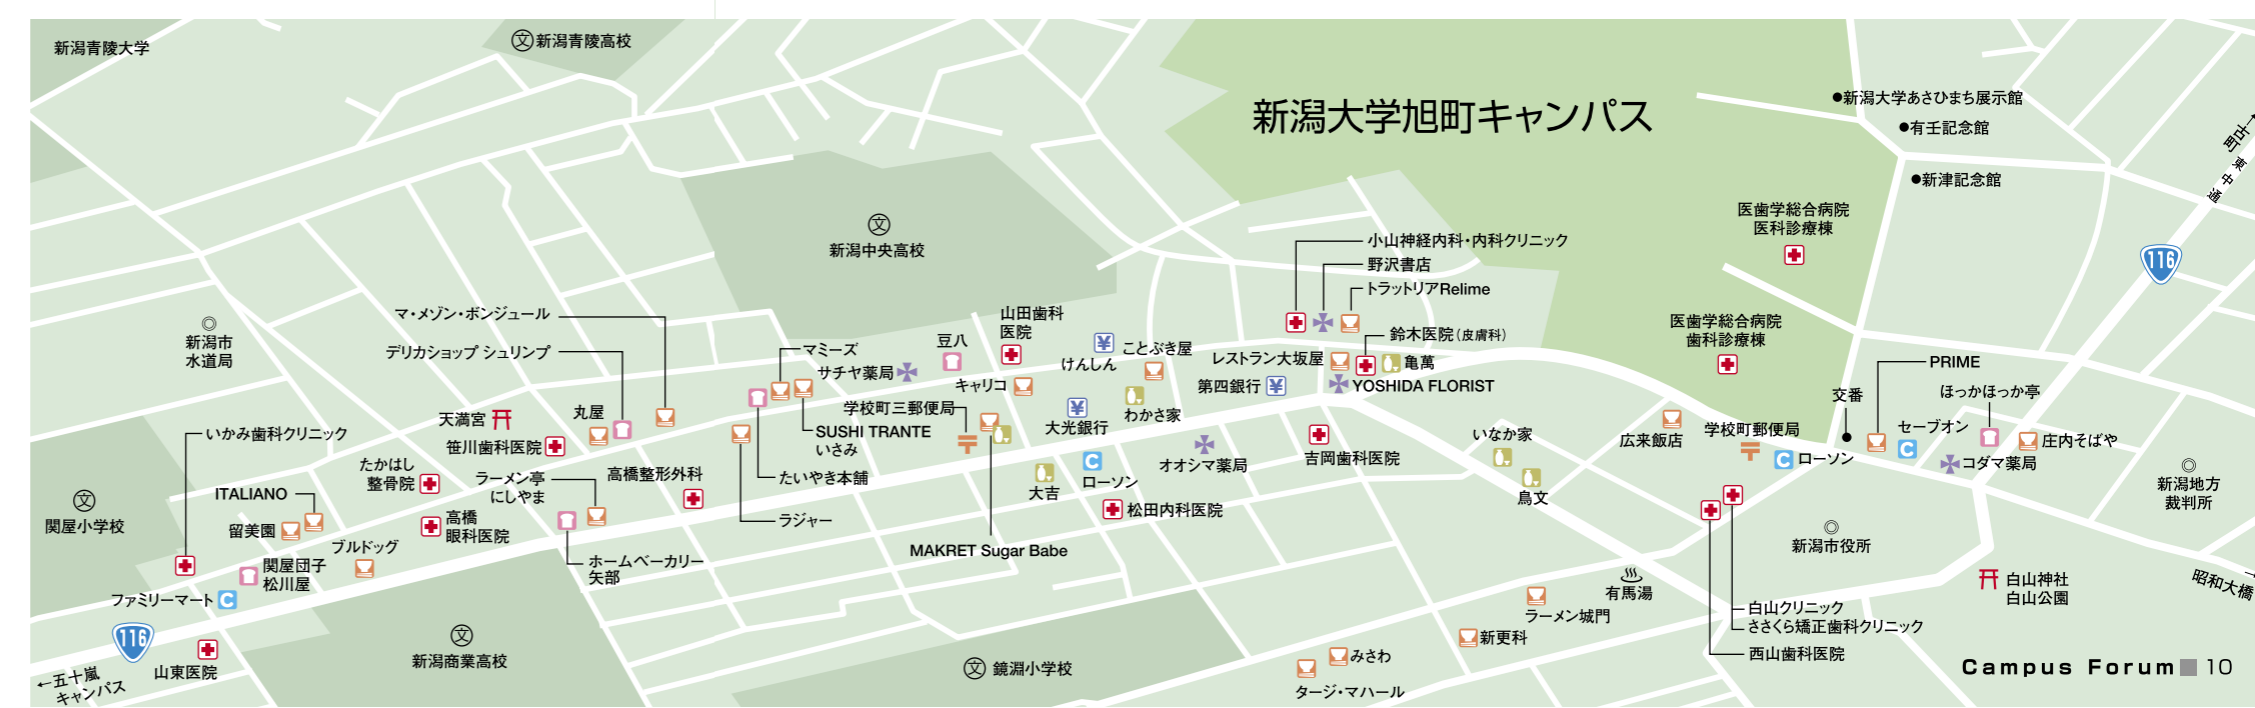 新潟青陵大学
文 新潟青陵高校
新潟大学旭町キャンパス
●新潟大学あさひまち展示館
●有壬記念館
●新津記念館
↑古町
東中通
116
医歯学総合病院
医科診療棟
医歯学総合病院
歯科診療棟
文
新潟中央高校
小山神経内科・内科クリニック
野沢書店
トラットリアRelime
鈴木医院（皮膚科）
レストラン大坂屋
亀萬
第四銀行 ¥
YOSHIDA FLORIST
◎
新潟市
水道局
マ・メゾン・ボンジュール
デリカショップ シュリンプ
マミーズ
サチヤ薬局
豆八
山田歯科
医院
¥
けんしん
ことぶき屋
キャリコ
わかさ家
学校町三郵便局
¥
大光銀行
SUSHI TRANTE
いさみ
たいやき本舗
ラジャー
MAKRET Sugar Babe
大吉
C
ローソン
オオシマ薬局
松田内科医院
吉岡歯科医院
いなか家
鳥文
広来飯店
学校町郵便局
C ローソン
交番
PRIME
セーブオン
C
ほっかほっか亭
コダマ薬局
庄内そばや
◎
新潟地方
裁判所
◎
新潟市役所
天満宮
丸屋
笹川歯科医院
いかみ歯科クリニック
たかはし
整骨院
ラーメン亭
にしやま
高橋整形外科
ITALIANO
留美園
高橋
眼科医院
ブルドッグ
文
関屋小学校
関屋団子
松川屋
ファミリーマート C
ホームベーカリー
矢部
116
山東医院
←五十嵐
キャンパス
文
新潟商業高校
文 鏡淵小学校
みさわ
タージ・マハール
新更科
ラーメン城門
有馬湯
白山クリニック
ささくら矯正歯科クリニック
西山歯科医院
白山神社
白山公園
昭和大橋
Campus Forum 10